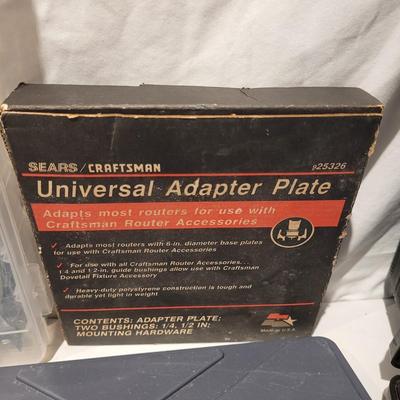 SEARS/CRAFTSMAN
925326
Universal Adapter Plate
Adapts most routers for use with
Craftsman Router Accessories
Adapts most routers with 6-in. diameter base plates
for use with Craftsman Router Accessories
For use with all Craftsman Router Accessories...
1/4 and 1/2-in. guide bushings allow use with Craftsman
Dovetail Fixture Accessory
Heavy-duty polystyrene construction is tough and
durable yet light in weight
CONTENTS: ADAPTER PLATE;
TWO BUSHINGS: 1/4, 1/2 IN;
MOUNTING HARDWARE
Made in U.S.A.